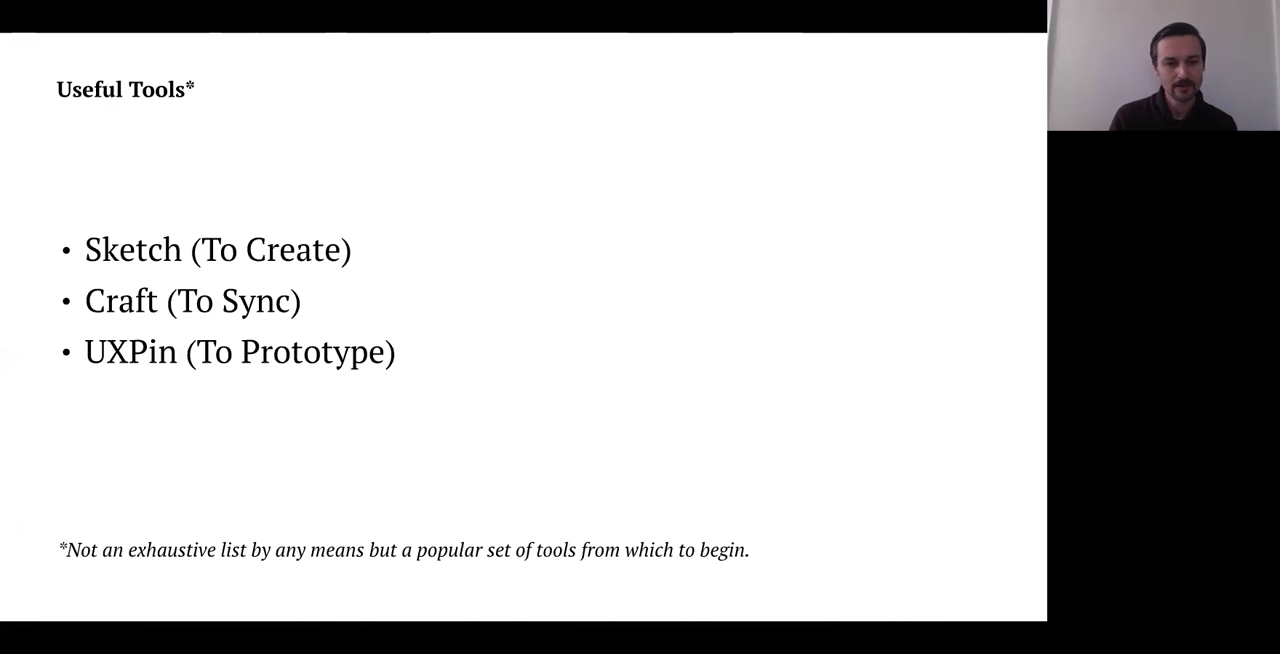 Useful Tools*
• Sketch (To Create)
• Craft (To Sync)
• UXPin (To Prototype)
*Not an exhaustive list by any means but a popular set of tools from which to begin.